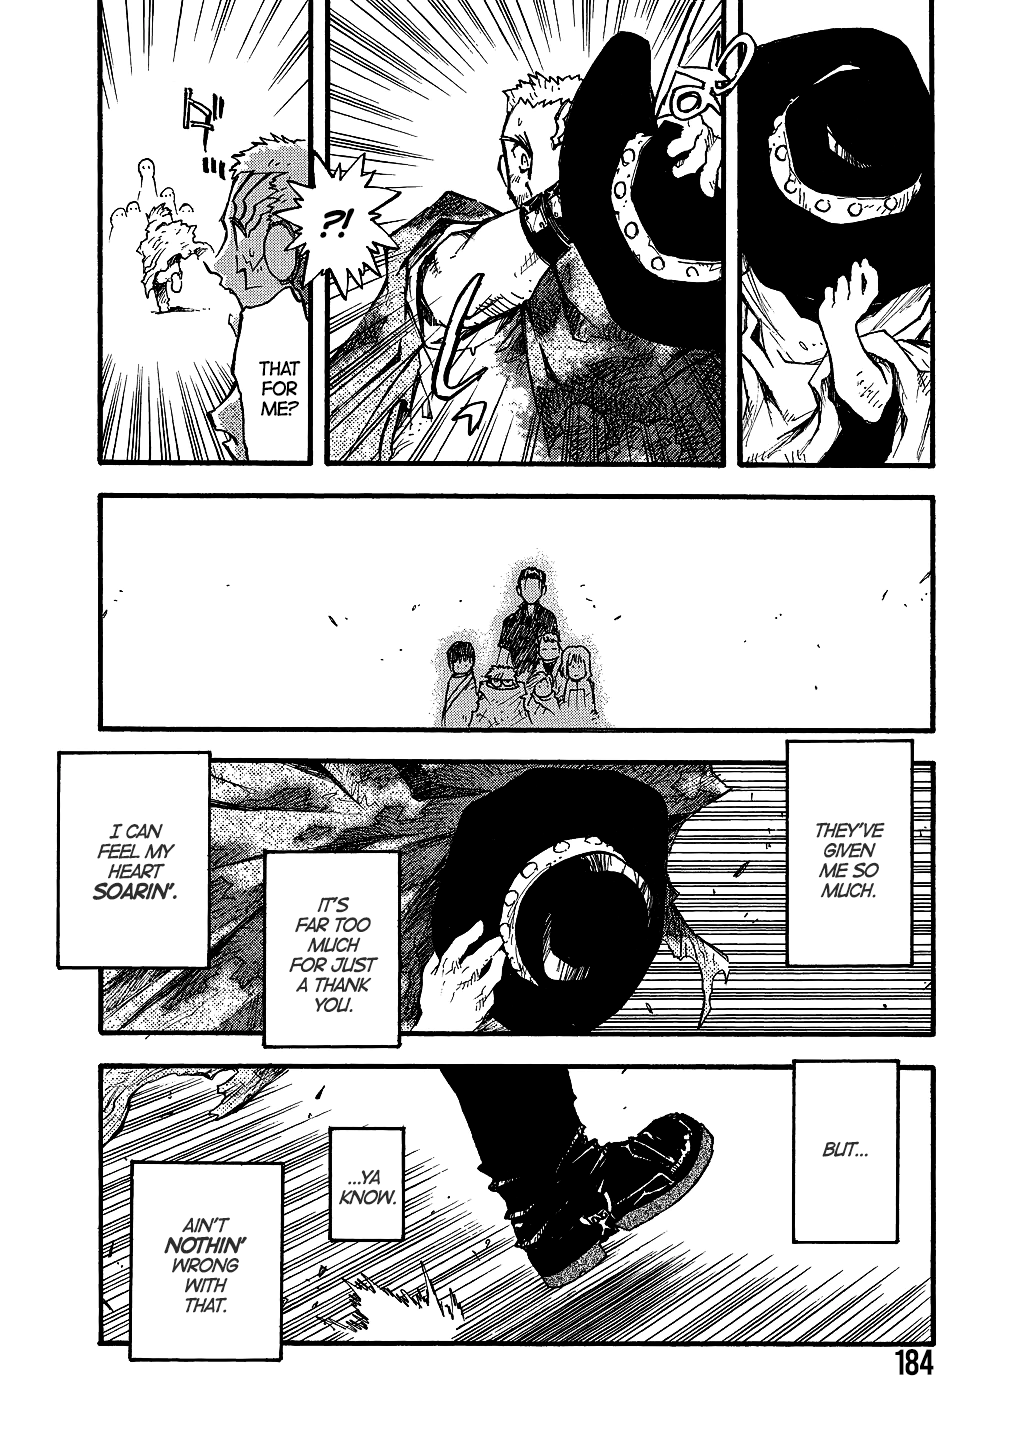 ?!
THAT
FOR
ME?
THEY'VE
GIVEN
ME SO
MUCH.
IT'S
FAR TOO
MUCH
FOR JUST
A THANK
YOU.
I CAN
FEEL MY
HEART
SOARIN'.
BUT...
...YA
KNOW.
AIN'T
NOTHIN'
WRONG
WITH
THAT.
184